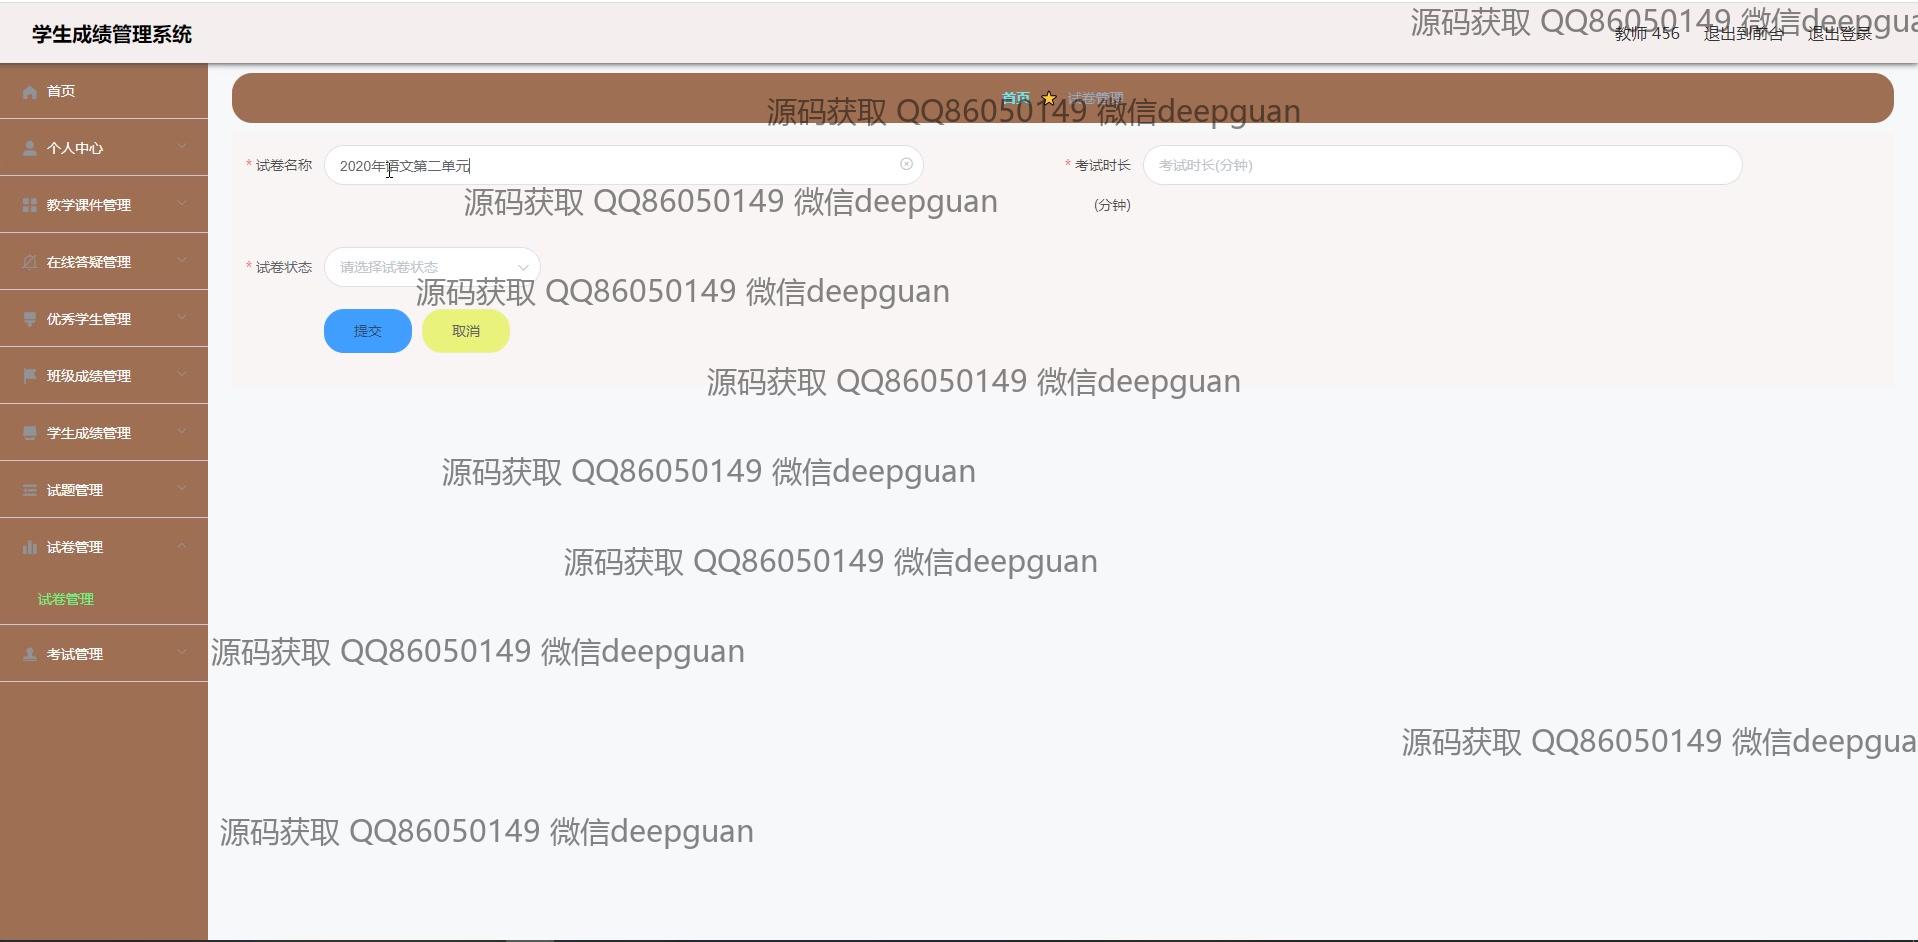 学生成绩管理系统
源码获取 QQ86050149 微信deepgua
教师 456 退出到前台 退出登录
首页
个人中心
教学课件管理
在线答疑管理
优秀学生管理
班级成绩管理
学生成绩管理
试题管理
试卷管理
试卷管理
考试管理
首页 试卷管理
源码获取 QQ86050149 微信deepguan
* 试卷名称 2020年语文第二单元
* 考试时长 考试时长(分钟)
(分钟)
源码获取 QQ86050149 微信deepguan
* 试卷状态 请选择试卷状态
源码获取 QQ86050149 微信deepguan
提交 取消
源码获取 QQ86050149 微信deepguan
源码获取 QQ86050149 微信deepguan
源码获取 QQ86050149 微信deepguan
源码获取 QQ86050149 微信deepguan
源码获取 QQ86050149 微信deepgua
源码获取 QQ86050149 微信deepguan